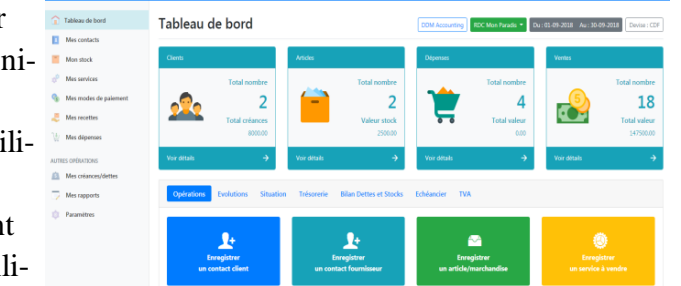 r
ni-
ili-
nt
li-
Tableau de bord
Mes contacts
Mon stock
Mes services
Mes modes de paiement
Mes recettes
Mes dépenses
AUTRES OPÉRATIONS
Mes créances/dettes
Mes rapports
Paramètres
Tableau de bord
DDM Accounting
RDC Mon Paradis
Du : 01-09-2018 Au : 30-09-2018
Devise : CDF
Clients
Total nombre
2
Total créances
8000.00
Voir détails
Articles
Total nombre
2
Valeur stock
2500.00
Voir détails
Dépenses
Total nombre
4
Total valeur
0.00
Voir détails
Ventes
Total nombre
18
Total valeur
147500.00
Voir détails
Opérations Evolutions Situation Trésorerie Bilan Dettes et Stocks Echéancier TVA
Enregistrer
un contact client
Enregistrer
un contact fournisseur
Enregistrer
un article/marchandise
Enregistrer
un service à vendre